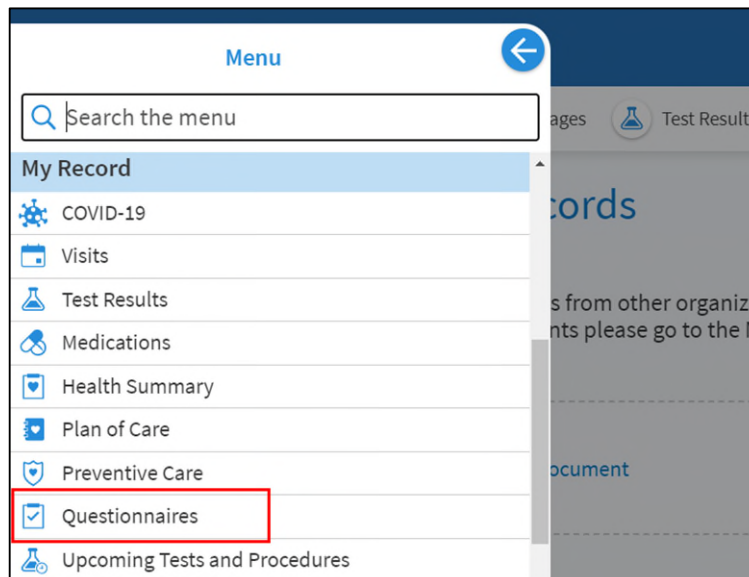 Menu
Search the menu
ages
Test Result
My Record
COVID-19
cords
Visits
Test Results
s from other organiz
Medications
nts please go to the
Health Summary
Plan of Care
Preventive Care
ocument
Questionnaires
Upcoming Tests and Procedures